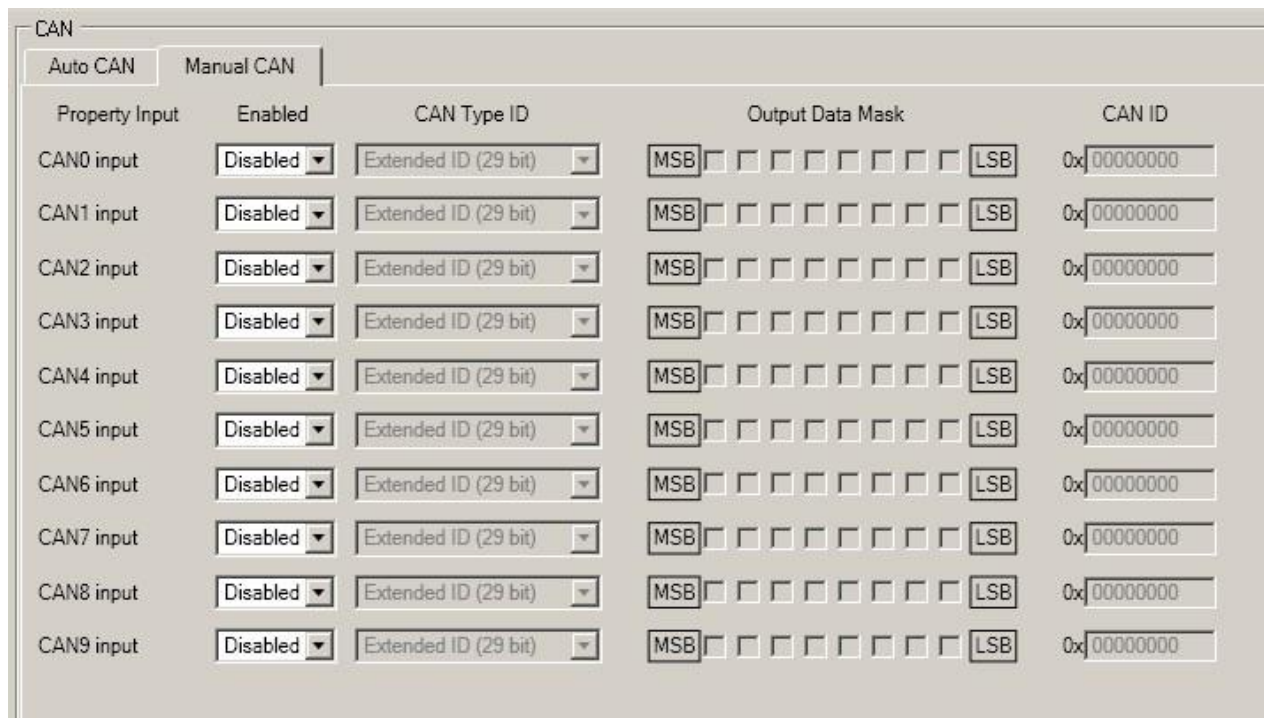 CAN
Auto CAN Manual CAN
Property Input Enabled CAN Type ID Output Data Mask CAN ID
CAN0 input Disabled Extended ID (29 bit) MSB LSB 0x 00000000
CAN1 input Disabled Extended ID (29 bit) MSB LSB 0x 00000000
CAN2 input Disabled Extended ID (29 bit) MSB LSB 0x 00000000
CAN3 input Disabled Extended ID (29 bit) MSB LSB 0x 00000000
CAN4 input Disabled Extended ID (29 bit) MSB LSB 0x 00000000
CAN5 input Disabled Extended ID (29 bit) MSB LSB 0x 00000000
CAN6 input Disabled Extended ID (29 bit) MSB LSB 0x 00000000
CAN7 input Disabled Extended ID (29 bit) MSB LSB 0x 00000000
CAN8 input Disabled Extended ID (29 bit) MSB LSB 0x 00000000
CAN9 input Disabled Extended ID (29 bit) MSB LSB 0x 00000000